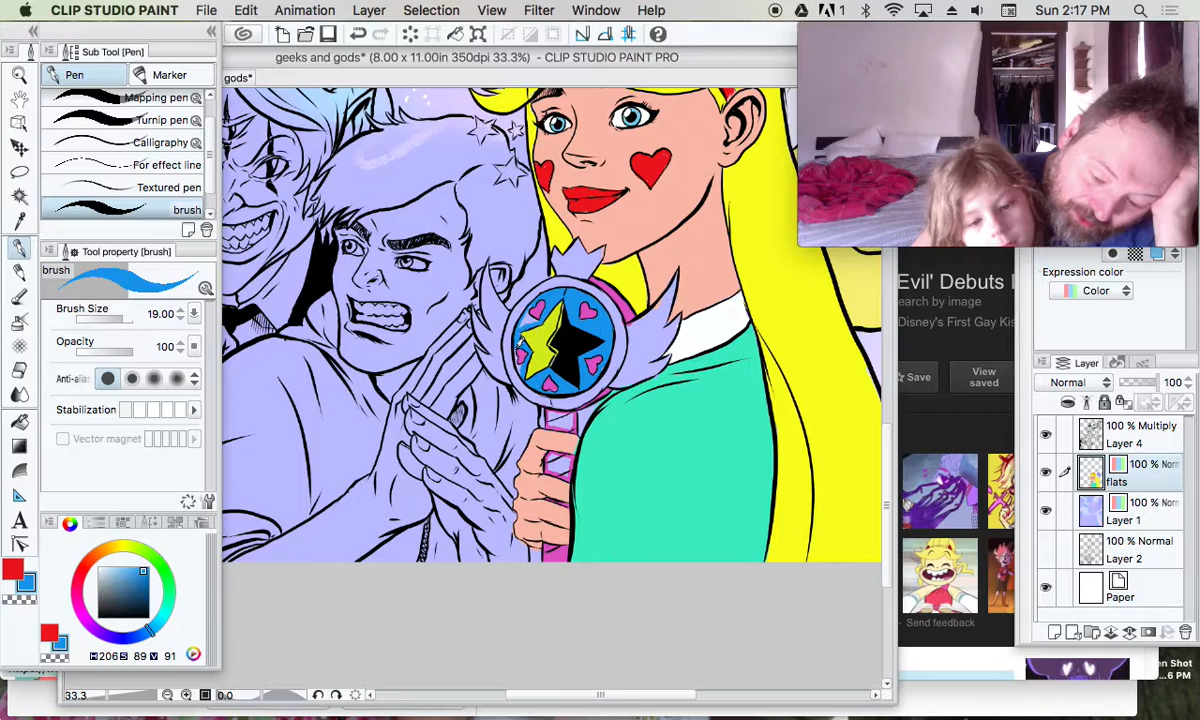 CLIP STUDIO PAINT File Edit Animation Layer Selection View Filter Window Help
Sun 2:17 PM
Sub Tool [Pen]
geeks and gods* (8.00 x 11.00in 350dpi 33.3%) - CLIP STUDIO PAINT PRO
Pen Marker
gods*
Mapping pen
Turnip pen
Calligraphy
For effect line
Textured pen
brush
Tool property [brush]
brush
Brush Size 19.00
Opacity 100
Anti-alias
Stabilization
Vector magnet
H 206 S 89 V 91
33.3 0.0
Expression color
Color
Evil' Debuts
earch by image
Disney's First Gay Kis
Save
View
saved
Send feedback
Layer
Normal 100
100 % Multiply
Layer 4
100 % Norm
flats
100 % Norm
Layer 1
100 % Normal
Layer 2
Paper
en Shot
...6 PM